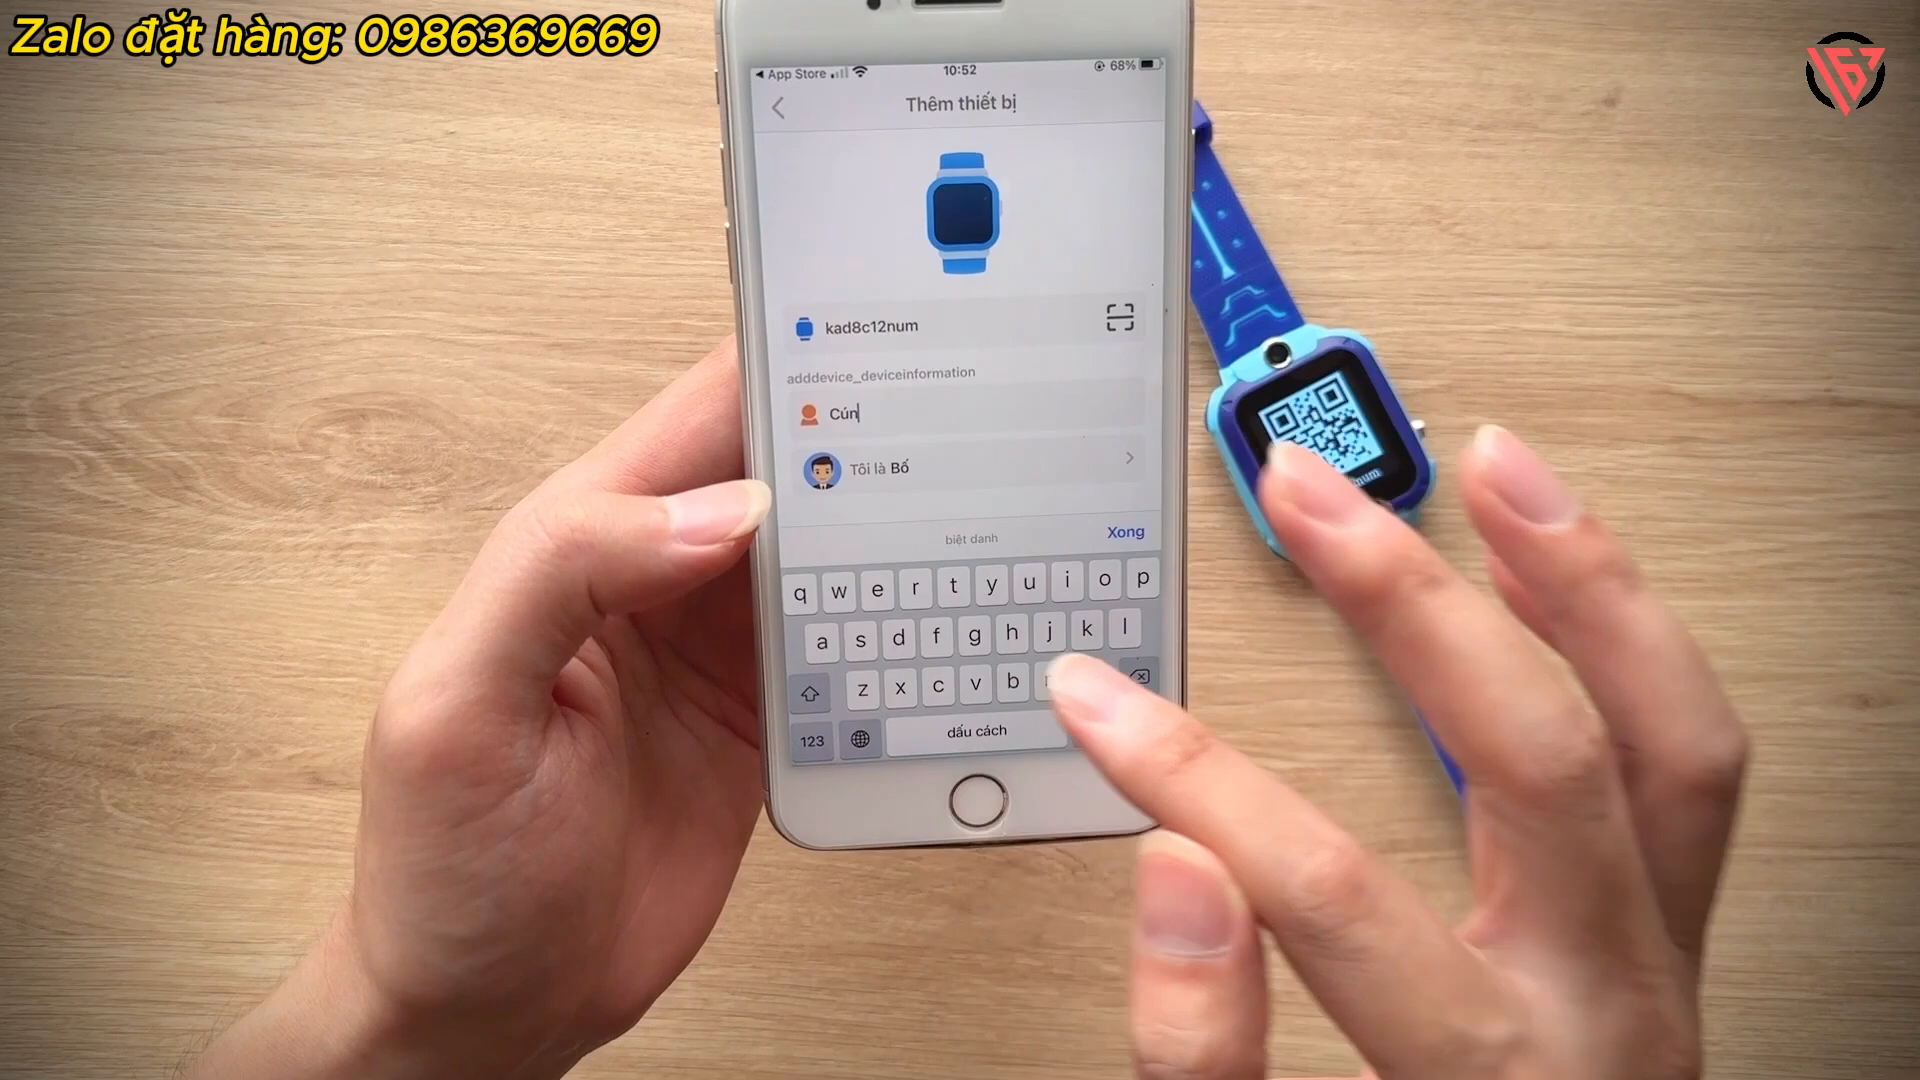 Zalo đặt hàng: 0986369669
App Store
10:52
68%
Thêm thiết bị
kad8c12num
adddevice_deviceinformation
Cún
Tôi là Bố
biệt danh
Xong
q w e r t y u i o p
a s d f g h j k l
z x c v b
123
dấu cách
num